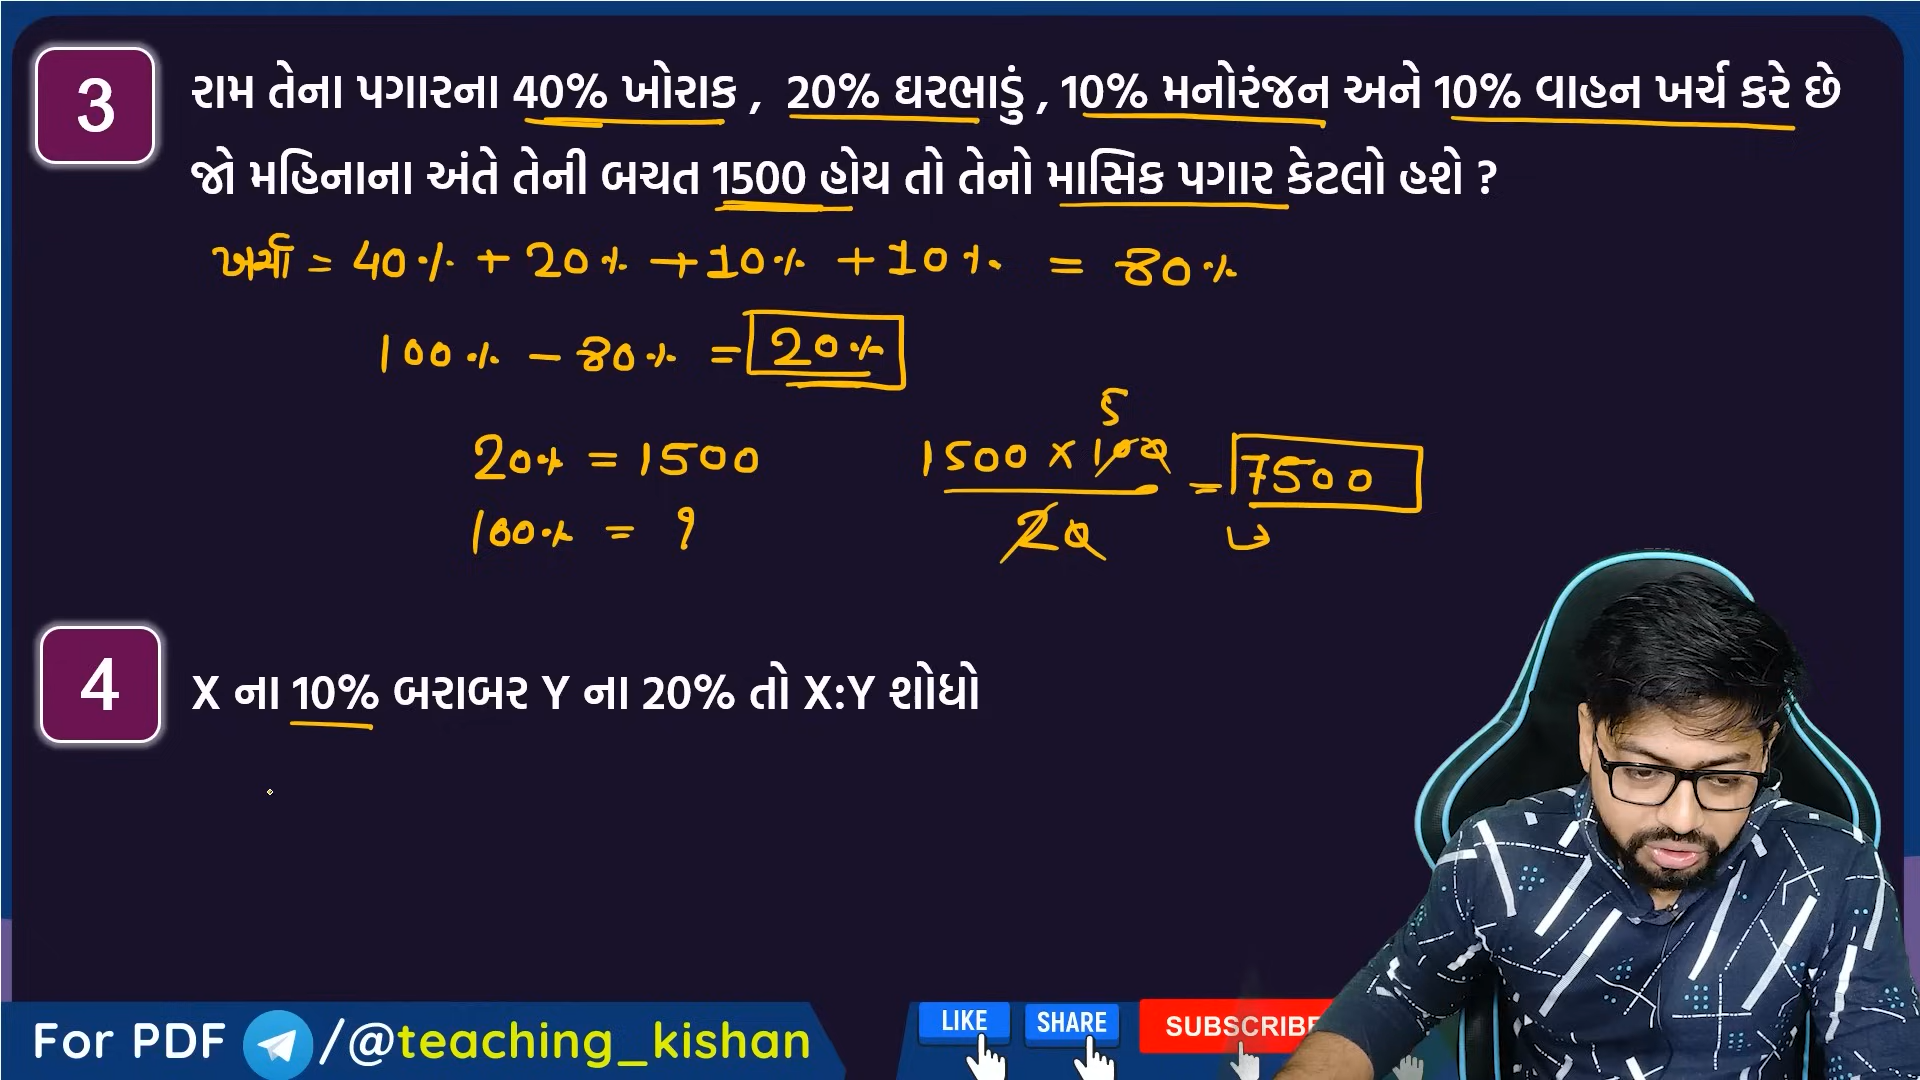 3
રામ તેના પગારના 40% ખોરાક , 20% ઘરભાડું , 10% મનોરંજન અને 10% વાહન ખર્ચ કરે છે
જો મહિનાના અંતે તેની બચત 1500 હોય તો તેનો માસિક પગાર કેટલો હશે ?
ખર્ચા = 40% + 20% + 10% + 10% = 80%
100% - 80% = 20%
20% = 1500
100% = ?
5
1500 x 100
20
= 7500
4
X ના 10% બરાબર Y ના 20% તો X:Y શોધો
For PDF /@teaching_kishan
LIKE SHARE SUBSCRIBE